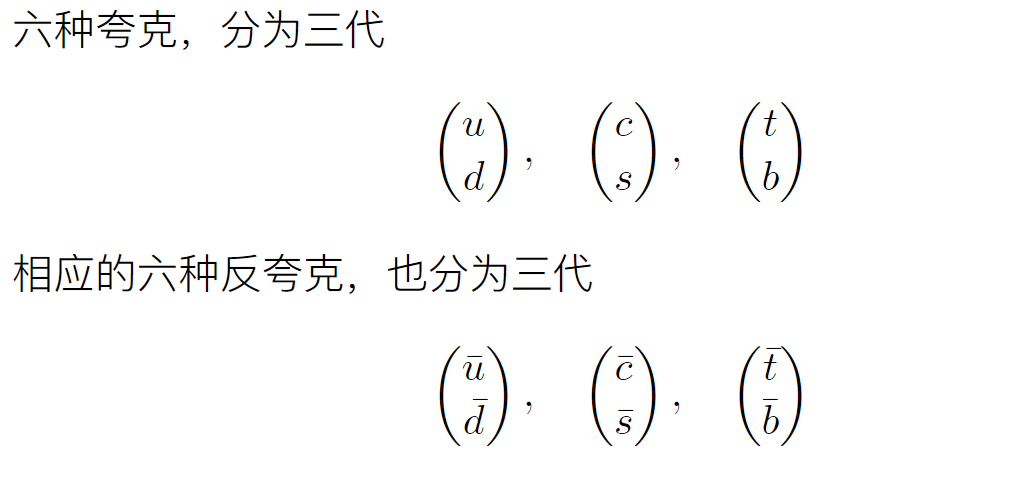 六种夸克，分为三代
$\begin{pmatrix} u \\ d \end{pmatrix}, \quad \begin{pmatrix} c \\ s \end{pmatrix}, \quad \begin{pmatrix} t \\ b \end{pmatrix}$
相应的六种反夸克，也分为三代
$\begin{pmatrix} \bar{u} \\ \bar{d} \end{pmatrix}, \quad \begin{pmatrix} \bar{c} \\ \bar{s} \end{pmatrix}, \quad \begin{pmatrix} \bar{t} \\ \bar{b} \end{pmatrix}$